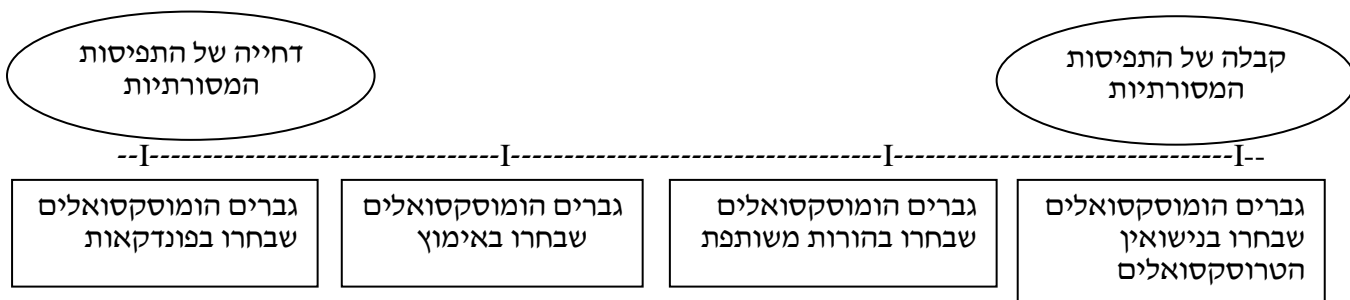 קבלה של התפיסות
המסורתיות
דחייה של התפיסות
המסורתיות
--I---------------------------------I-----------------------------------I--------------------------------I--
גברים הומוסקסואלים
שבחרו בנישואין
הטרוסקסואלים
גברים הומוסקסואלים
שבחרו בהורות משותפת
גברים הומוסקסואלים
שבחרו באימוץ
גברים הומוסקסואלים
שבחרו בפונדקאות